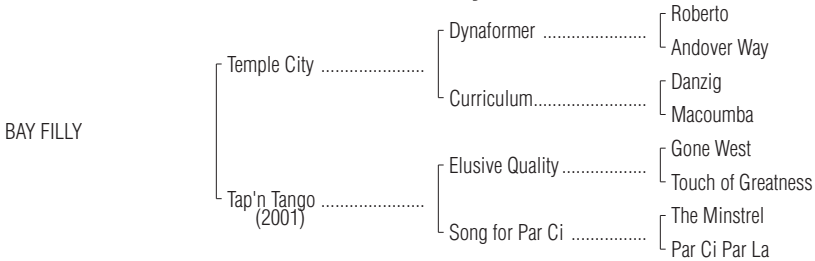 Roberto
Dynaformer ......................
Andover Way
Temple City ......................
Danzig
Curriculum........................
Macoumba
BAY FILLY
Gone West
Elusive Quality ..................
Touch of Greatness
Tap'n Tango ......................
(2001)
The Minstrel
Song for Par Ci ................
Par Ci Par La